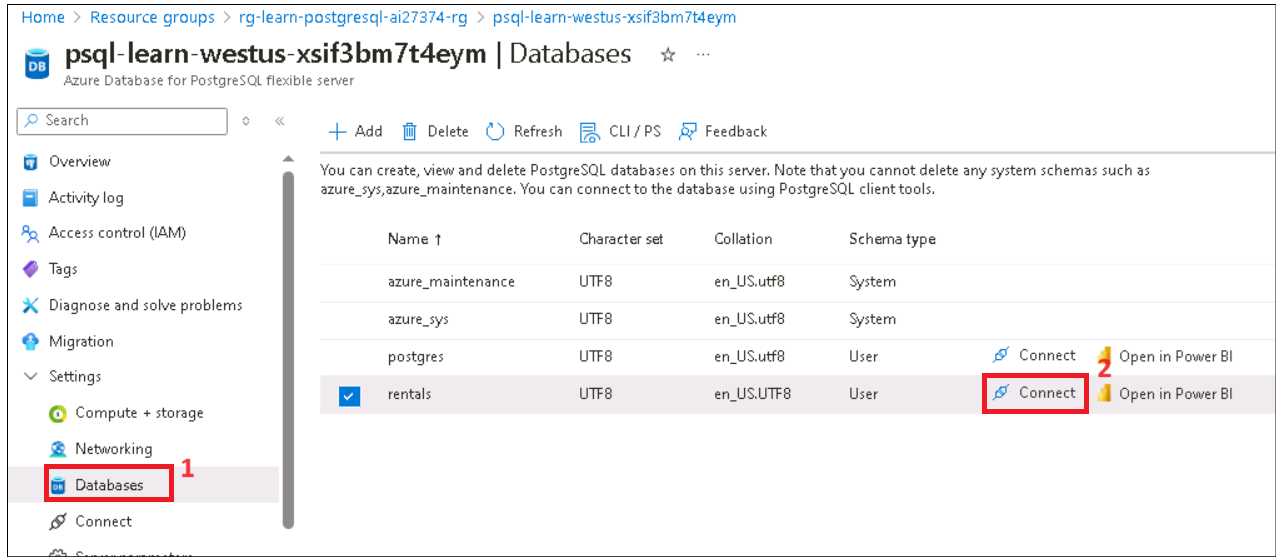 Home > Resource groups > rg-learn-postgresql-ai27374-rg > psql-learn-westus-xsif3bm7t4eym
psql-learn-westus-xsif3bm7t4eym | Databases
Azure Database for PostgreSQL flexible server
Search
Overview
Activity log
Access control (IAM)
Tags
Diagnose and solve problems
Migration
Settings
Compute + storage
Networking
Databases
1
Connect
Server parameters
Add Delete Refresh CLI / PS Feedback
You can create, view and delete PostgreSQL databases on this server. Note that you cannot delete any system schemas such as
azure_sys,azure_maintenance. You can connect to the database using PostgreSQL client tools.
Name ↑ Character set Collation Schema type
azure_maintenance UTF8 en_US.utf8 System
azure_sys UTF8 en_US.utf8 System
postgres UTF8 en_US.utf8 User Connect Open in Power BI
2
rentals UTF8 en_US.UTF8 User Connect Open in Power BI